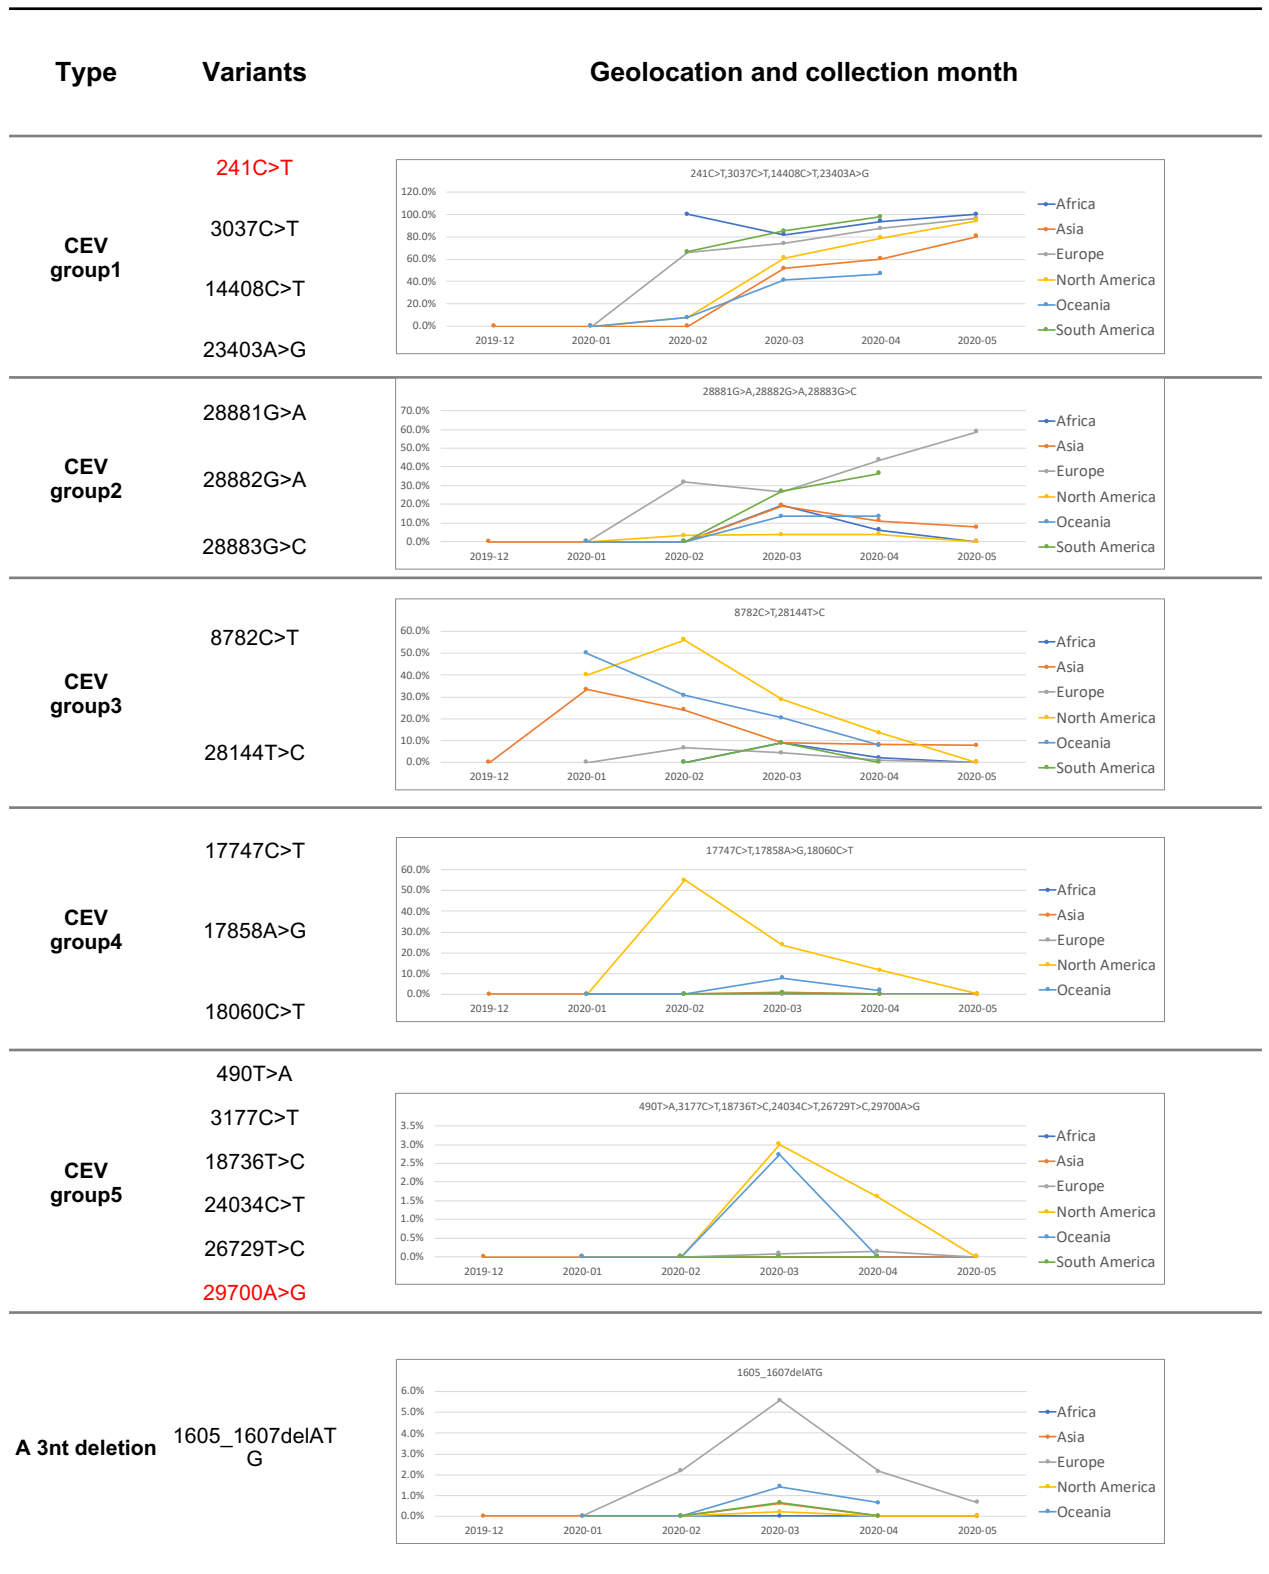 Type Variants Geolocation and collection month
CEV
group1
241C>T
3037C>T
14408C>T
23403A>G
241C>T,3037C>T,14408C>T,23403A>G
120.0%
100.0%
80.0%
60.0%
40.0%
20.0%
0.0%
2019-12 2020-01 2020-02 2020-03 2020-04 2020-05
Africa
Asia
Europe
North America
Oceania
South America
CEV
group2
28881G>A
28882G>A
28883G>C
28881G>A,28882G>A,28883G>C
70.0%
60.0%
50.0%
40.0%
30.0%
20.0%
10.0%
0.0%
2019-12 2020-01 2020-02 2020-03 2020-04 2020-05
Africa
Asia
Europe
North America
Oceania
South America
CEV
group3
8782C>T
28144T>C
8782C>T,28144T>C
60.0%
50.0%
40.0%
30.0%
20.0%
10.0%
0.0%
2019-12 2020-01 2020-02 2020-03 2020-04 2020-05
Africa
Asia
Europe
North America
Oceania
South America
CEV
group4
17747C>T
17858A>G
18060C>T
17747C>T,17858A>G,18060C>T
60.0%
50.0%
40.0%
30.0%
20.0%
10.0%
0.0%
2019-12 2020-01 2020-02 2020-03 2020-04 2020-05
Africa
Asia
Europe
North America
Oceania
CEV
group5
490T>A
3177C>T
18736T>C
24034C>T
26729T>C
29700A>G
490T>A,3177C>T,18736T>C,24034C>T,26729T>C,29700A>G
3.5%
3.0%
2.5%
2.0%
1.5%
1.0%
0.5%
0.0%
2019-12 2020-01 2020-02 2020-03 2020-04 2020-05
Africa
Asia
Europe
North America
Oceania
South America
A 3nt deletion
1605_1607delAT
G
1605_1607delATG
6.0%
5.0%
4.0%
3.0%
2.0%
1.0%
0.0%
2019-12 2020-01 2020-02 2020-03 2020-04 2020-05
Africa
Asia
Europe
North America
Oceania